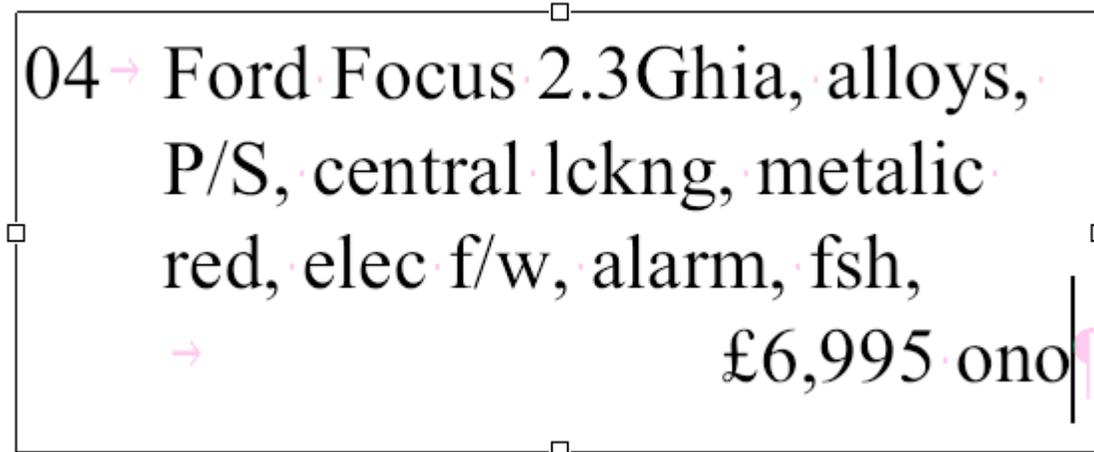 04 Ford Focus 2.3Ghia, alloys,
P/S, central lckng, metalic
red, elec f/w, alarm, fsh,
£6,995 ono